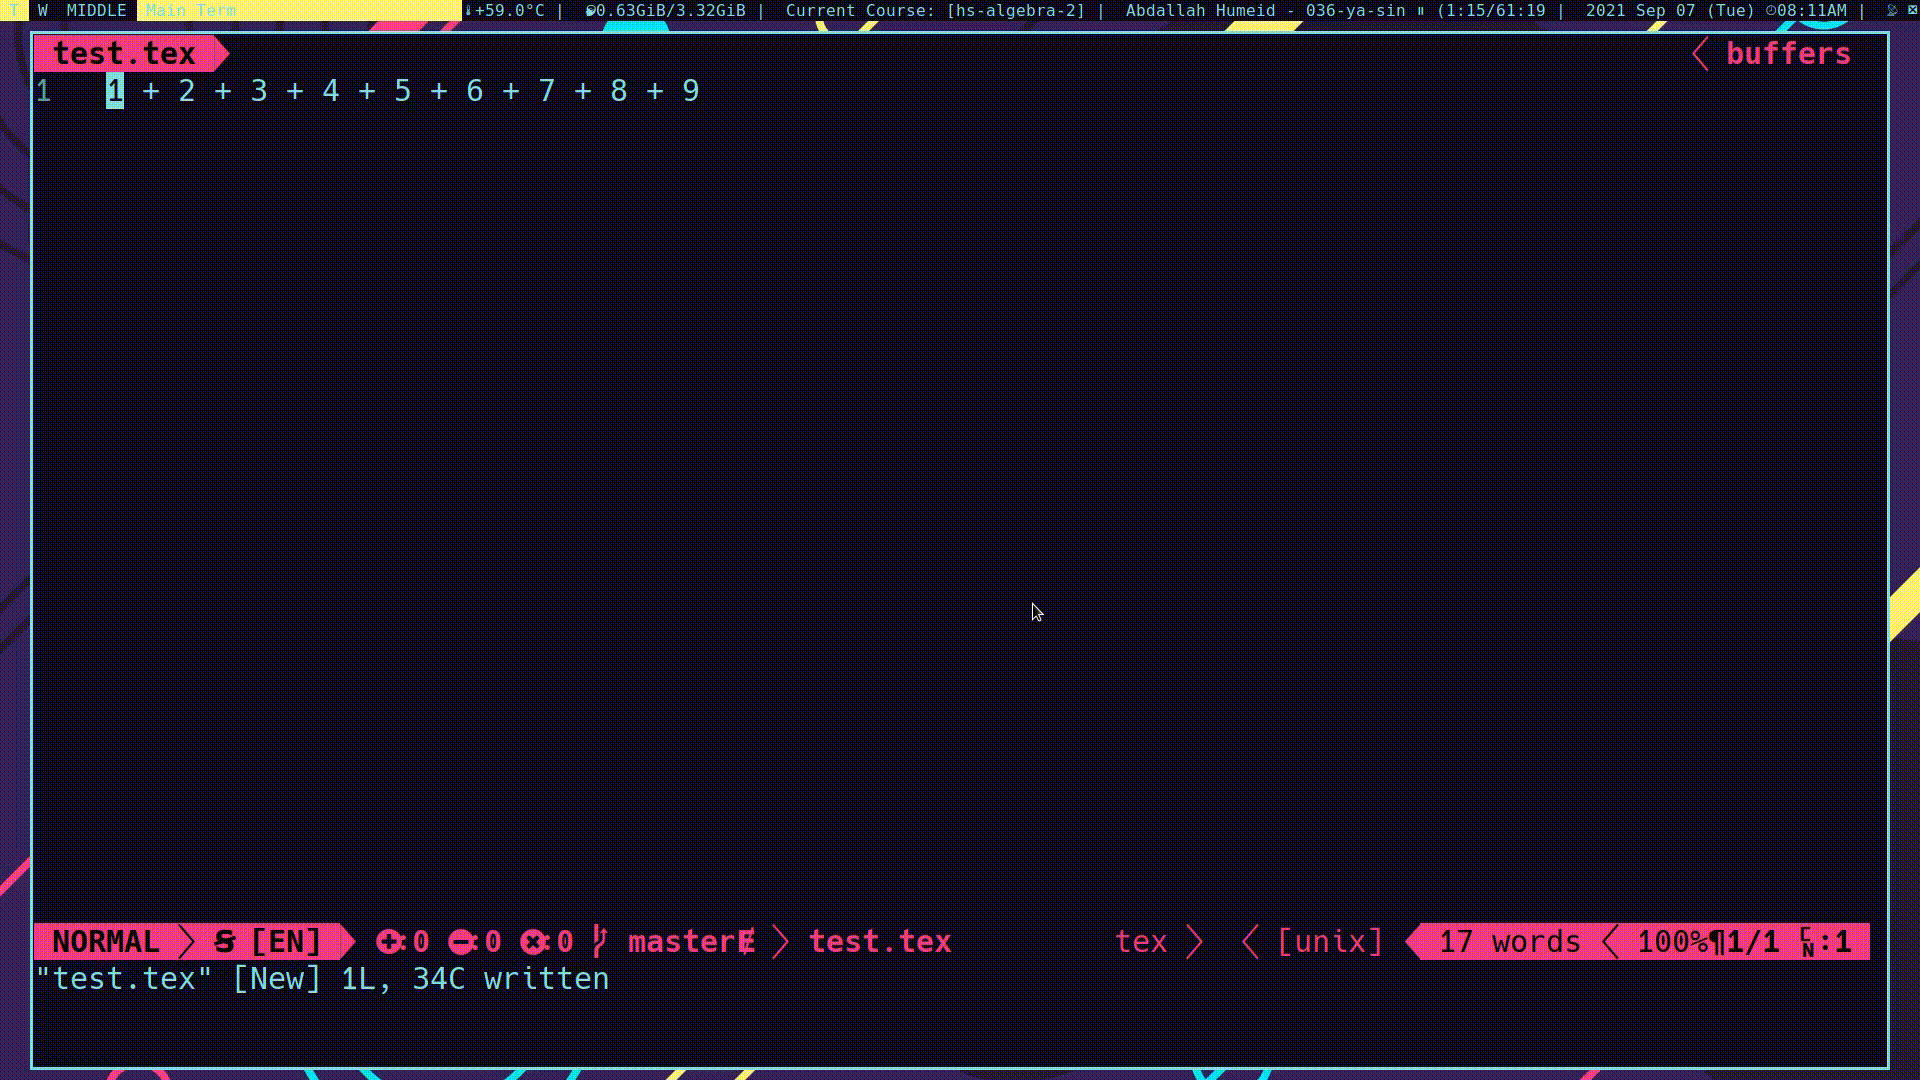 T W MIDDLE Main Term +59.0°C | 0.63GiB/3.32GiB | Current Course: [hs-algebra-2] | Abdallah Humeid - 036-ya-sin ⏸ (1:15/61:19 | 2021 Sep 07 (Tue) 08:11AM |
test.tex buffers
1 1 + 2 + 3 + 4 + 5 + 6 + 7 + 8 + 9
NORMAL S [EN] +:0 -:0 ×:0 master test.tex tex [unix] 17 words 100%¶1/1 :1
"test.tex" [New] 1L, 34C written